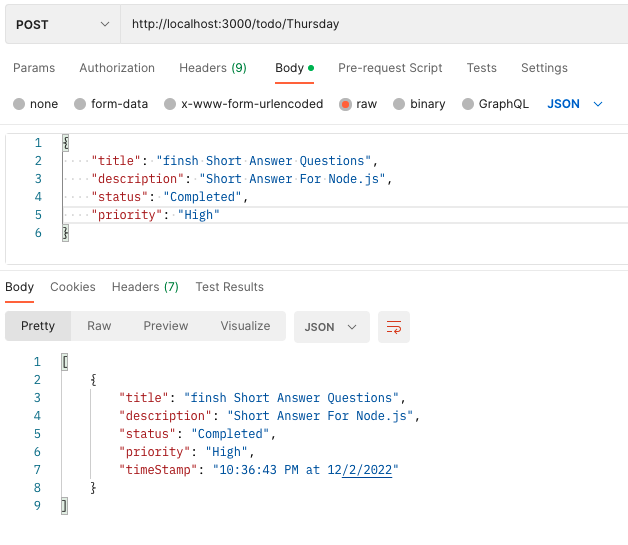 POST http://localhost:3000/todo/Thursday
Params Authorization Headers (9) Body Pre-request Script Tests Settings
none form-data x-www-form-urlencoded raw binary GraphQL JSON
1 {
2 "title": "finsh Short Answer Questions",
3 "description": "Short Answer For Node.js",
4 "status": "Completed",
5 "priority": "High"
6 }
Body Cookies Headers (7) Test Results
Pretty Raw Preview Visualize JSON
1 [
2 {
3 "title": "finsh Short Answer Questions",
4 "description": "Short Answer For Node.js",
5 "status": "Completed",
6 "priority": "High",
7 "timeStamp": "10:36:43 PM at 12/2/2022"
8 }
9 ]